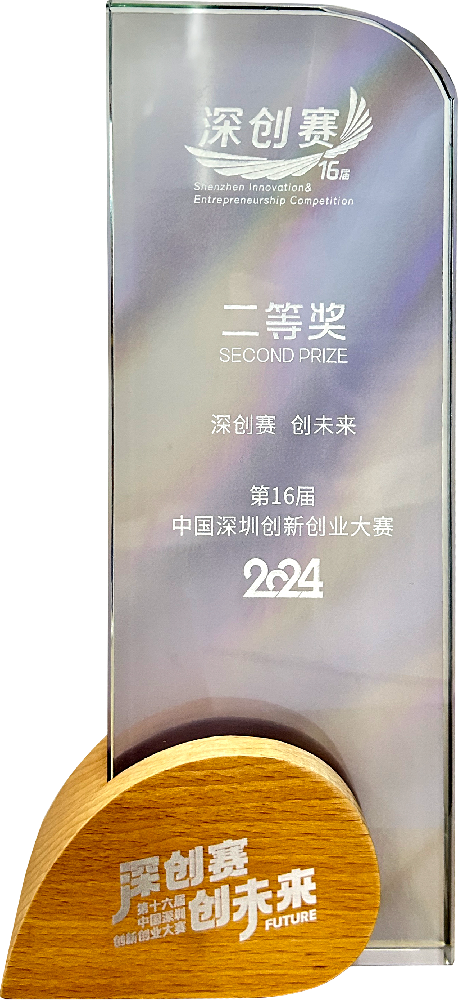 深创赛
16届
Shenzhen Innovation&
Entrepreneurship Competition
二等奖
SECOND PRIZE
深创赛 创未来
第16届
中国深圳创新创业大赛
2024
深创赛
创未来
第十六届
中国深圳
创新创业大赛
FUTURE